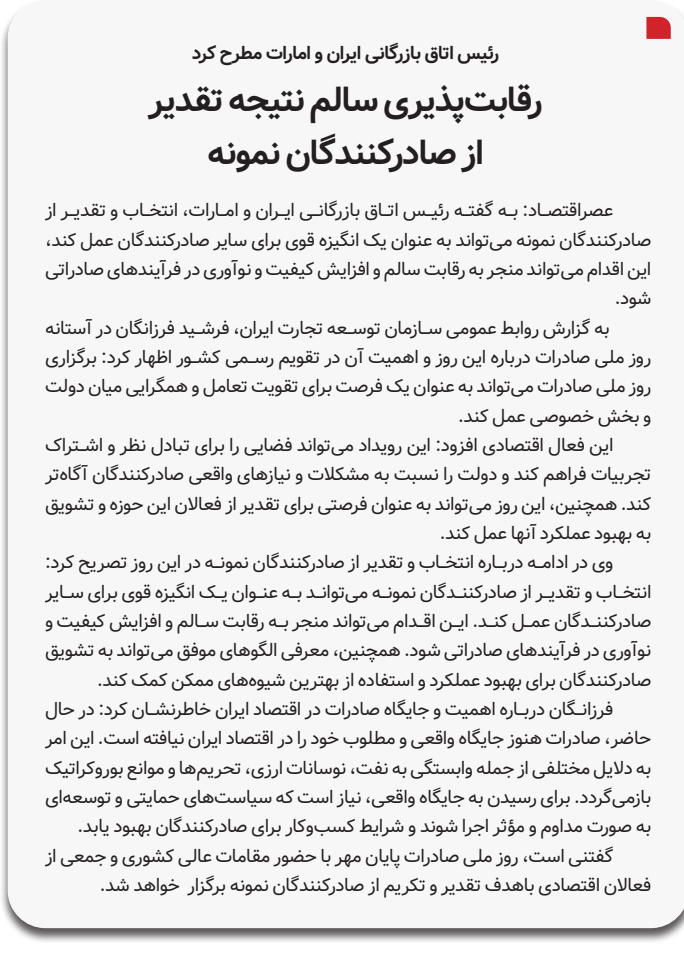 رئیس اتاق بازرگانی ایران و امارات مطرح کرد
رقابت‌پذیری سالم نتیجه تقدیر
از صادرکنندگان نمونه
عصراقتصاد: به گفته رئیس اتاق بازرگانی ایران و امارات، انتخاب و تقدیر از
صادرکنندگان نمونه می‌تواند به عنوان یک انگیزه قوی برای سایر صادرکنندگان عمل کند،
این اقدام می‌تواند منجر به رقابت سالم و افزایش کیفیت و نوآوری در فرآیندهای صادراتی
شود.
به گزارش روابط عمومی سازمان توسعه تجارت ایران، فرشید فرزانگان در آستانه
روز ملی صادرات درباره این روز و اهمیت آن در تقویم رسمی کشور اظهار کرد: برگزاری
روز ملی صادرات می‌تواند به عنوان یک فرصت برای تقویت تعامل و همگرایی میان دولت
و بخش خصوصی عمل کند.
این فعال اقتصادی افزود: این رویداد می‌تواند فضایی را برای تبادل نظر و اشتراک
تجربیات فراهم کند و دولت را نسبت به مشکلات و نیازهای واقعی صادرکنندگان آگاه‌تر
کند. همچنین، این روز می‌تواند به عنوان فرصتی برای تقدیر از فعالان این حوزه و تشویق
به بهبود عملکرد آنها عمل کند.
وی در ادامه درباره انتخاب و تقدیر از صادرکنندگان نمونه در این روز تصریح کرد:
انتخاب و تقدیر از صادرکنندگان نمونه می‌تواند به عنوان یک انگیزه قوی برای سایر
صادرکنندگان عمل کند. این اقدام می‌تواند منجر به رقابت سالم و افزایش کیفیت و
نوآوری در فرآیندهای صادراتی شود. همچنین، معرفی الگوهای موفق می‌تواند به تشویق
صادرکنندگان برای بهبود عملکرد و استفاده از بهترین شیوه‌های ممکن کمک کند.
فرزانگان درباره اهمیت و جایگاه صادرات در اقتصاد ایران خاطرنشان کرد: در حال
حاضر، صادرات هنوز جایگاه واقعی و مطلوب خود را در اقتصاد ایران نیافته است. این امر
به دلایل مختلفی از جمله وابستگی به نفت، نوسانات ارزی، تحریم‌ها و موانع بوروکراتیک
بازمی‌گردد. برای رسیدن به جایگاه واقعی، نیاز است که سیاست‌های حمایتی و توسعه‌ای
به صورت مداوم و مؤثر اجرا شوند و شرایط کسب‌وکار برای صادرکنندگان بهبود یابد.
گفتنی است، روز ملی صادرات پایان مهر با حضور مقامات عالی کشوری و جمعی از
فعالان اقتصادی باهدف تقدیر و تکریم از صادرکنندگان نمونه برگزار خواهد شد.